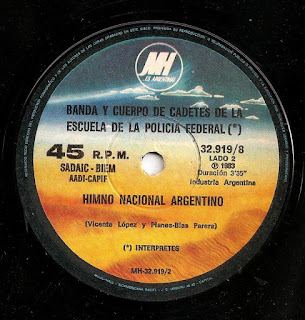 MH
ES ARGENTINA
BANDA Y CUERPO DE CADETES DE LA
ESCUELA DE LA POLICIA FEDERAL (*)
45 R.P.M.
SADAIC - BIEM
AADI-CAPIF
32.919/8
LADO 2
Ⓟ 1983
Duración 3'35"
Industria Argentina
HIMNO NACIONAL ARGENTINO
(Vicente López y Planes-Blas Parera)
(*) INTERPRETES
MH-32.919/2